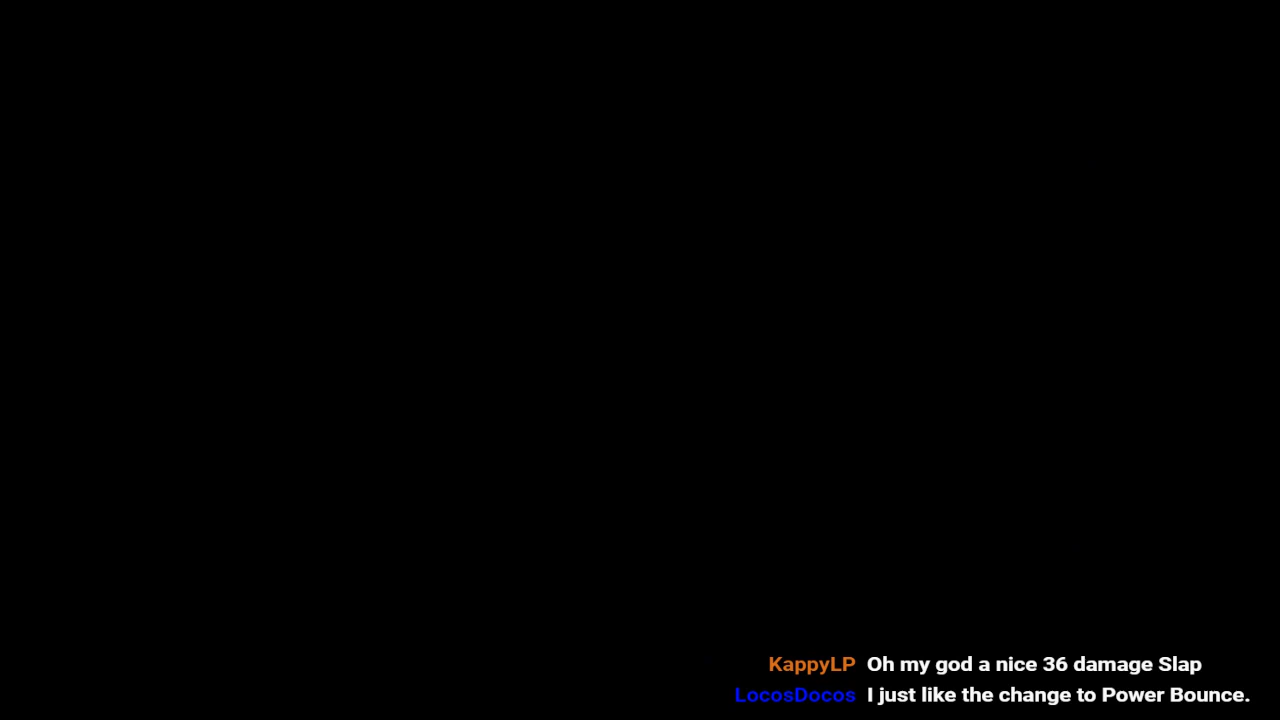 KappyLP Oh my god a nice 36 damage Slap
LocosDocos I just like the change to Power Bounce.